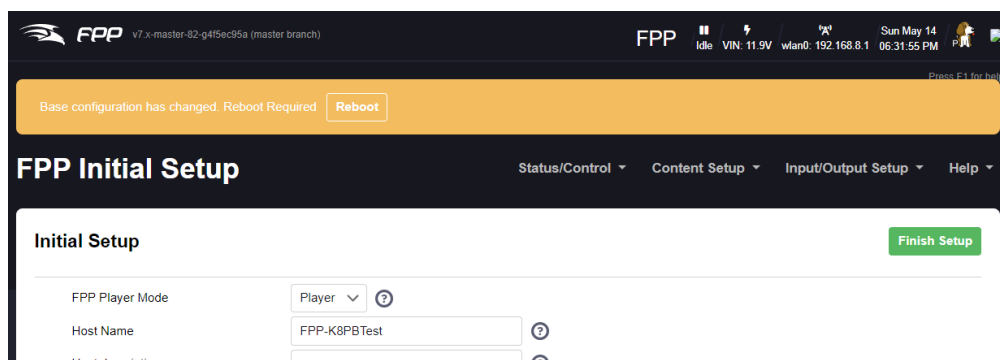 FPP v7.x-master-82-g4f5ec95a (master branch)
FPP Idle VIN: 11.9V wlan0: 192.168.8.1 Sun May 14 06:31:55 PM
Press F1 for help
Base configuration has changed. Reboot Required Reboot
FPP Initial Setup Status/Control Content Setup Input/Output Setup Help
Initial Setup Finish Setup
FPP Player Mode Player
Host Name FPP-K8PBTest